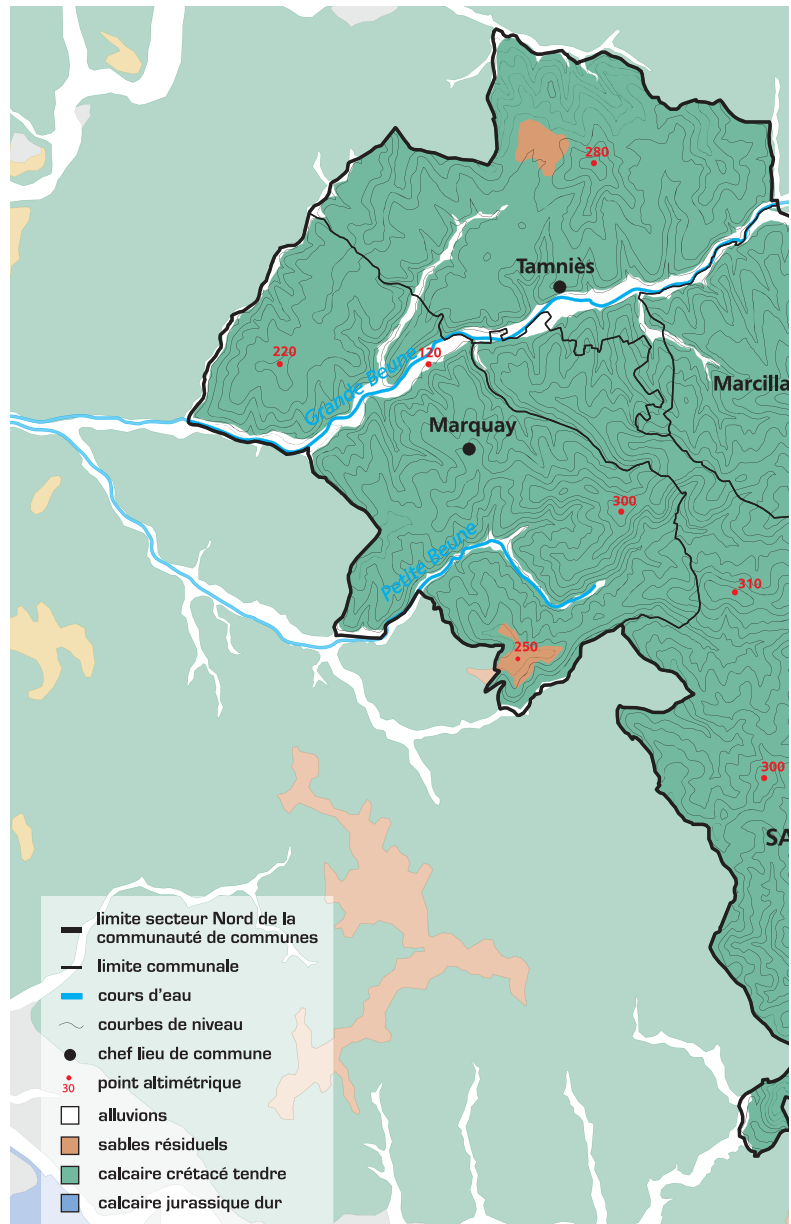 280
Tamniès
220
120
Grande Beune
Marcilla
Marquay
300
Petite Beune
310
250
300
SA
limite secteur Nord de la
communauté de communes
limite communale
cours d'eau
courbes de niveau
chef lieu de commune
30
point altimétrique
alluvions
sables résiduels
calcaire crétacé tendre
calcaire jurassique dur